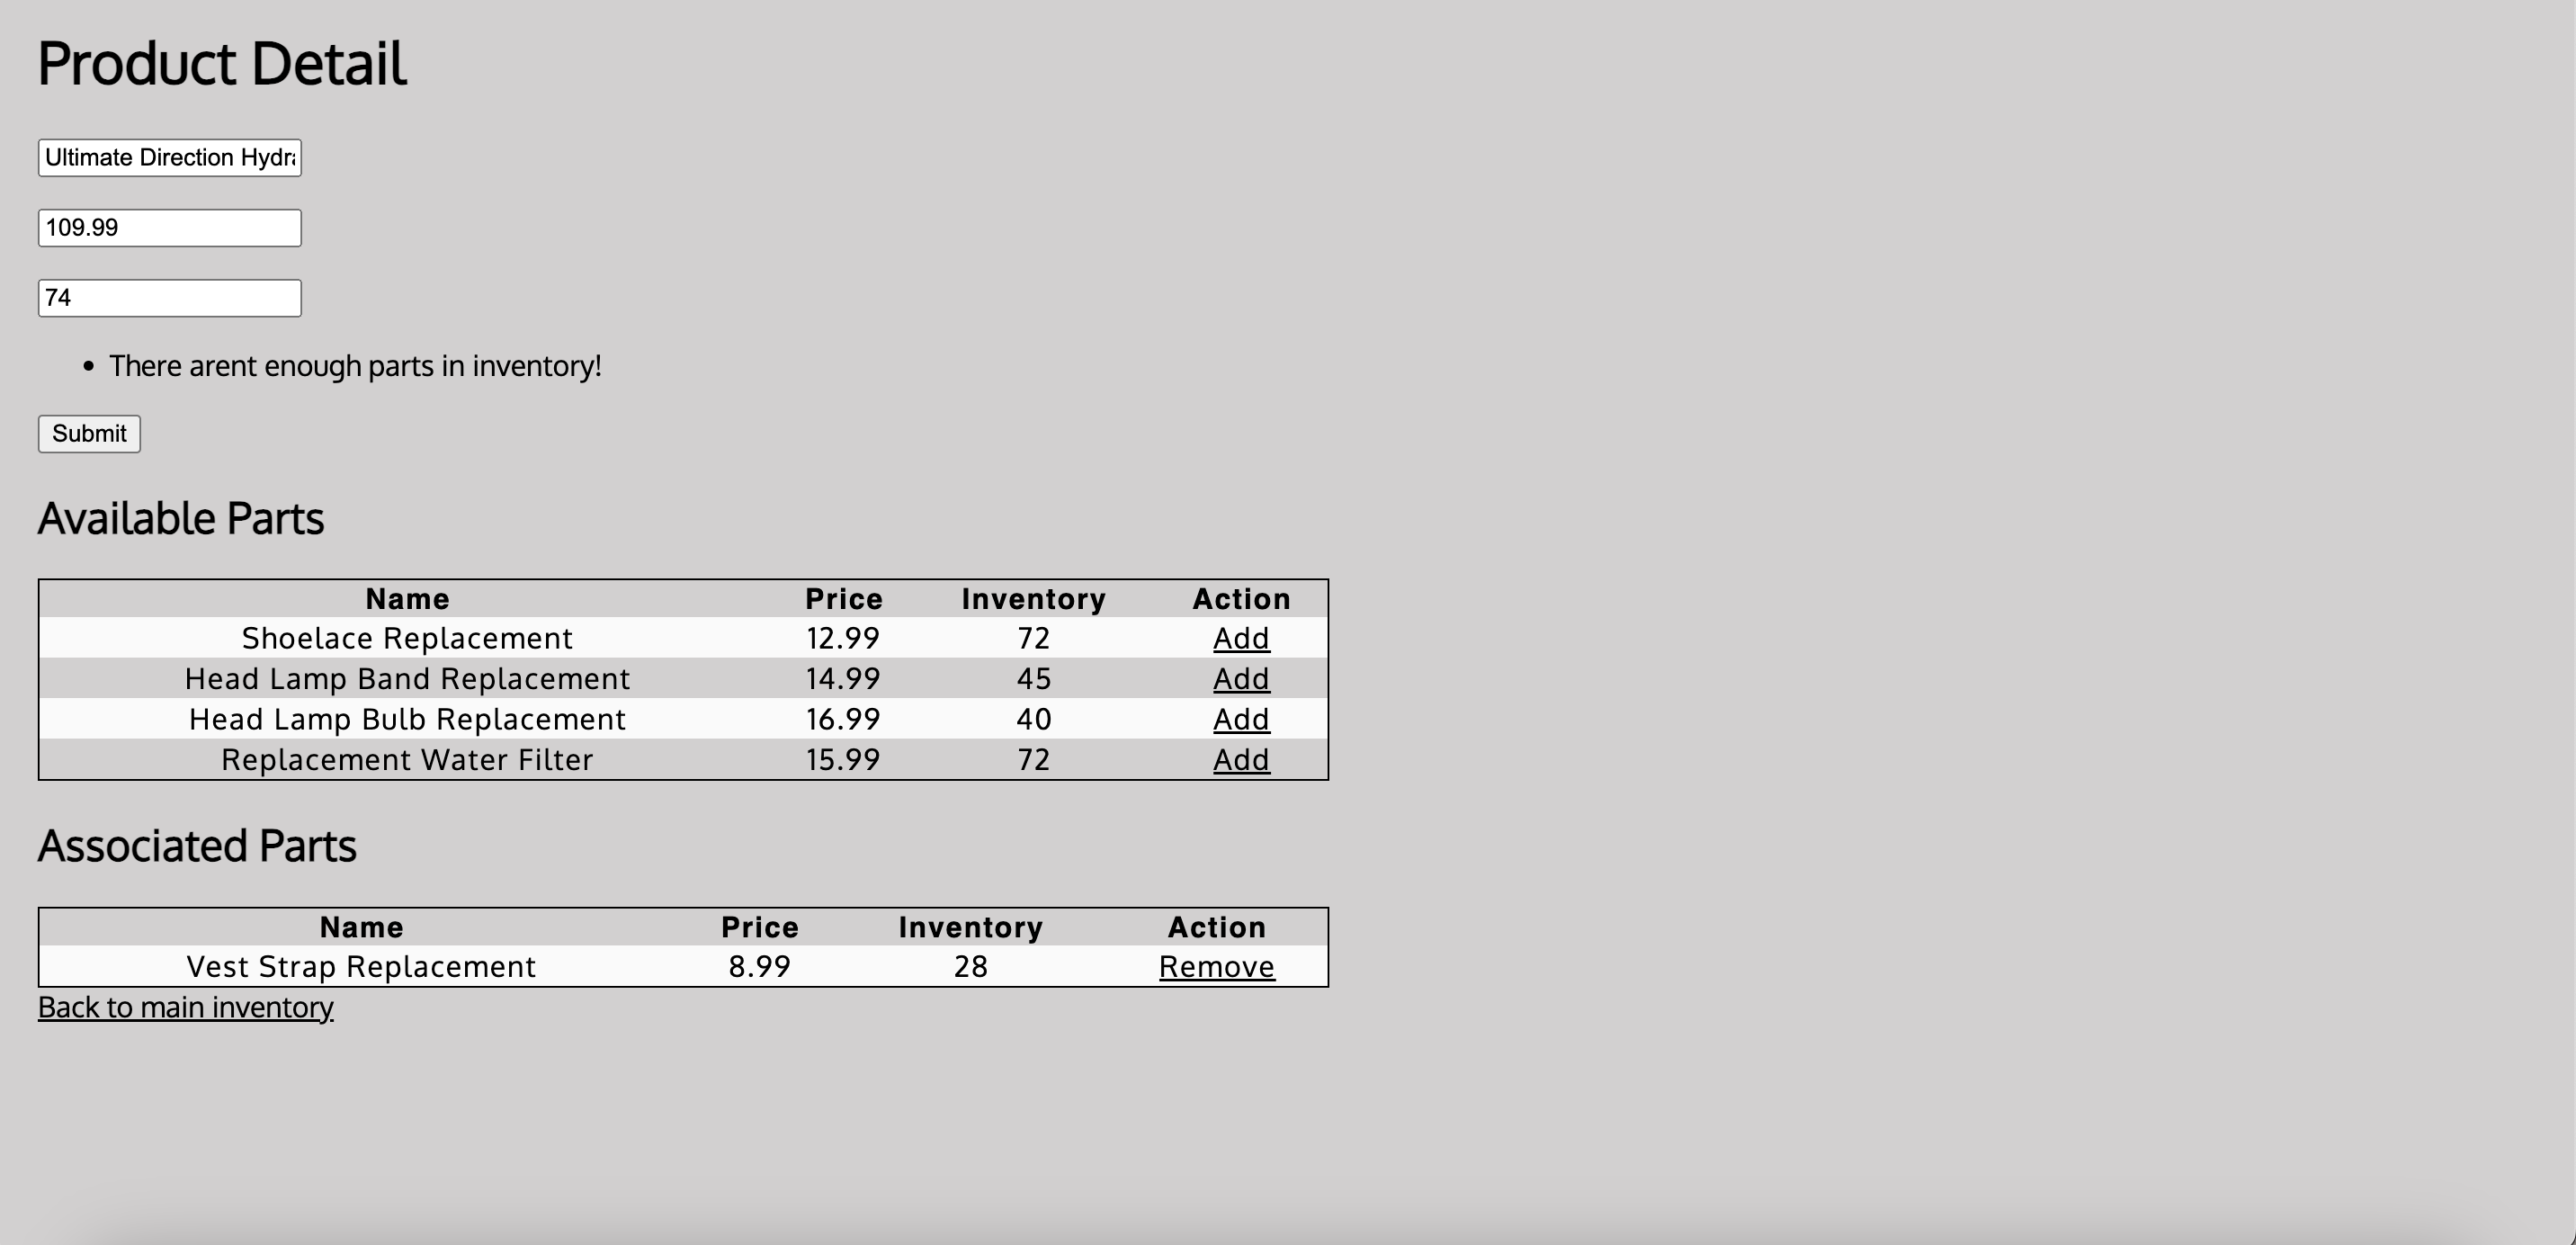 Product Detail
Ultimate Direction Hydra
109.99
74
• There arent enough parts in inventory!
Submit
Available Parts
Name Price Inventory Action
Shoelace Replacement 12.99 72 Add
Head Lamp Band Replacement 14.99 45 Add
Head Lamp Bulb Replacement 16.99 40 Add
Replacement Water Filter 15.99 72 Add
Associated Parts
Name Price Inventory Action
Vest Strap Replacement 8.99 28 Remove
Back to main inventory